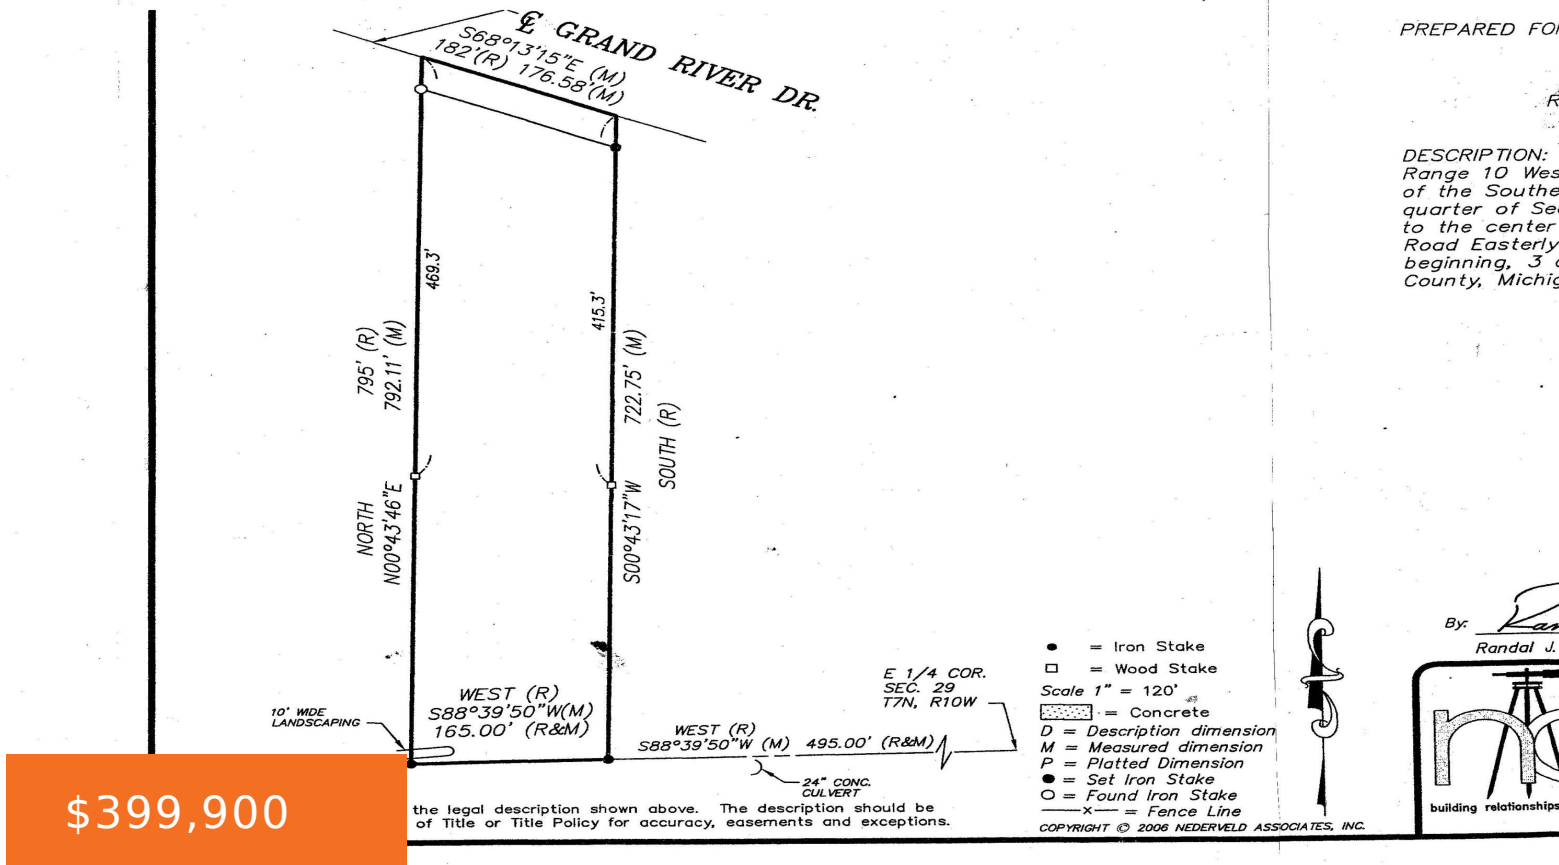 ℄ GRAND RIVER DR.
S68°13'15"E (M)
182'(R) 176.58'(M)
469.3'
415.3'
795' (R)
792.11' (M)
722.75' (M)
SOUTH (R)
NORTH
N00°43'46"E
S00°43'17"W
WEST (R)
S88°39'50"W(M)
165.00' (R&M)
10' WIDE
LANDSCAPING
WEST (R)
S88°39'50"W (M) 495.00' (R&M)
E 1/4 COR.
SEC. 29
T7N, R10W
24" CONC.
CULVERT
the legal description shown above. The description should be
of Title or Title Policy for accuracy, easements and exceptions.
$399,900
= Iron Stake
= Wood Stake
Scale 1" = 120'
= Concrete
D = Description dimension
M = Measured dimension
P = Platted Dimension
= Set Iron Stake
= Found Iron Stake
x = Fence Line
COPYRIGHT © 2006 NEDERVELD ASSOCIATES, INC.
PREPARED FOR
R
DESCRIPTION:
Range 10 Wes
of the Southe
quarter of Sec
to the center
Road Easterly
beginning, 3
County, Michig
By:
Randal J.
building relationships